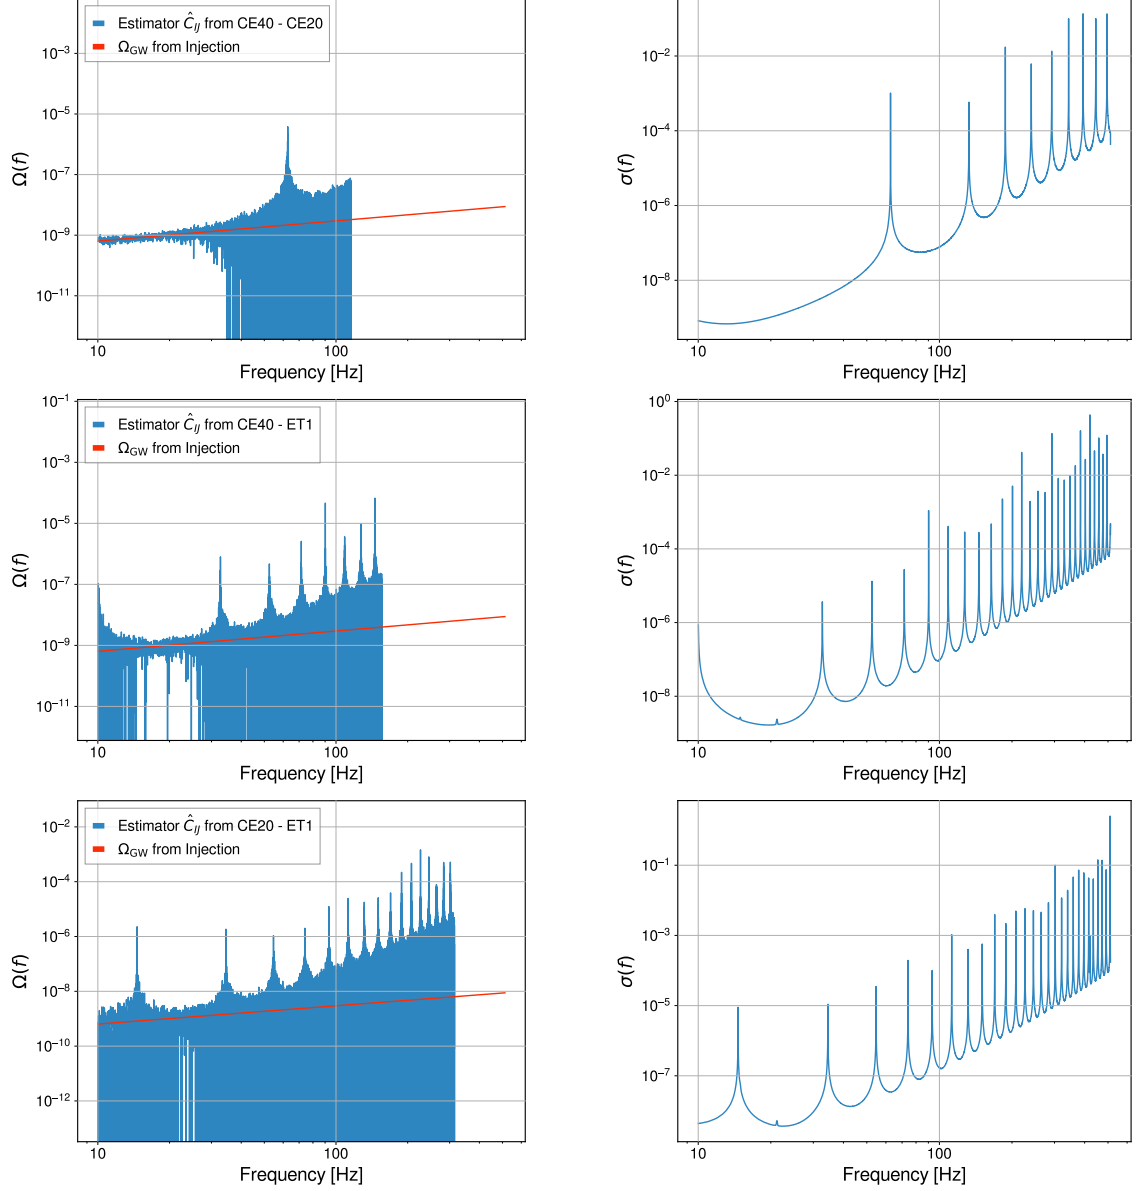 Estimator Ĉ_IJ from CE40 - CE20
Ω_GW from Injection
10⁻³
10⁻⁵
10⁻⁷
10⁻⁹
10⁻¹¹
Ω(f)
10
100
Frequency [Hz]
10⁻²
10⁻⁴
10⁻⁶
10⁻⁸
σ(f)
10
100
Frequency [Hz]
Estimator Ĉ_IJ from CE40 - ET1
Ω_GW from Injection
10⁻¹
10⁻³
10⁻⁵
10⁻⁷
10⁻⁹
10⁻¹¹
Ω(f)
10
100
Frequency [Hz]
10⁰
10⁻²
10⁻⁴
10⁻⁶
10⁻⁸
σ(f)
10
100
Frequency [Hz]
Estimator Ĉ_IJ from CE20 - ET1
Ω_GW from Injection
10⁻²
10⁻⁴
10⁻⁶
10⁻⁸
10⁻¹⁰
10⁻¹²
Ω(f)
10
100
Frequency [Hz]
10⁻¹
10⁻³
10⁻⁵
10⁻⁷
σ(f)
10
100
Frequency [Hz]